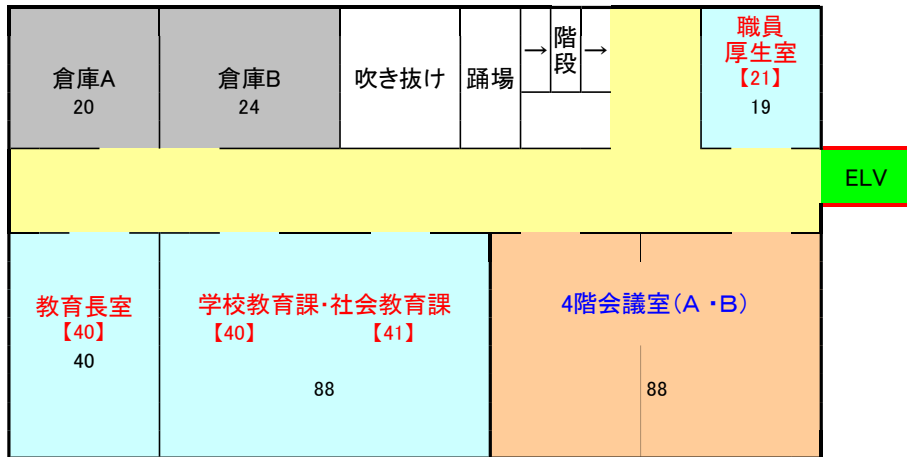 倉庫A
20
倉庫B
24
吹き抜け
踊場
→
階段
→
職員
厚生室
【21】
19
ELV
教育長室
【40】
40
学校教育課・社会教育課
【40】 【41】
88
4階会議室(A・B)
88